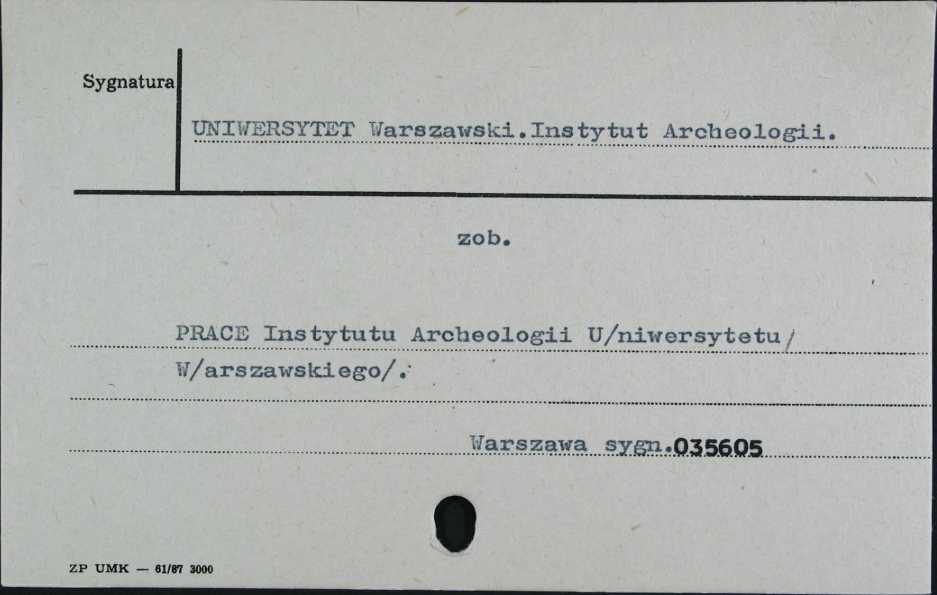 Sygnatura
UNIWERSYTET Warszawski.Instytut Archeologii.
zob.
PRACE Instytutu Archeologii U/niwersytetu/
W/arszawskiego/.
Warszawa sygn.035605
ZP UMK — 61/87 3000